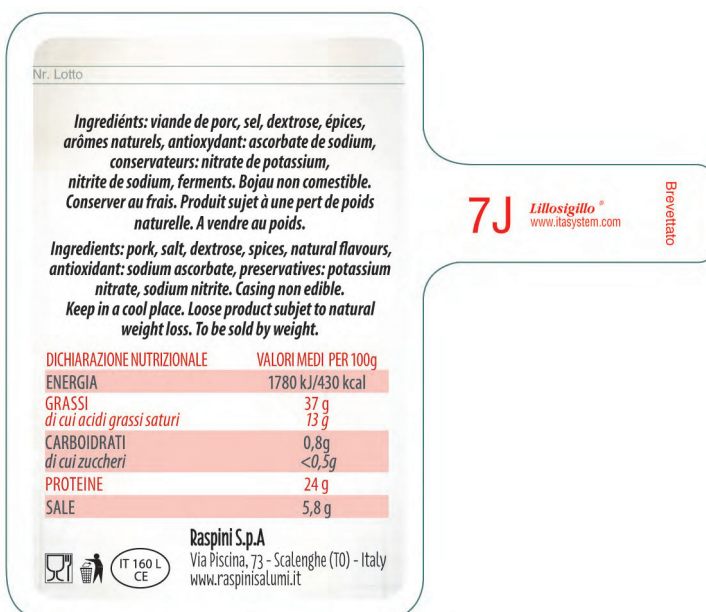 Nr. Lotto
Ingrediénts: viande de porc, sel, dextrose, épices,
arômes naturels, antioxydant: ascorbate de sodium,
conservateurs: nitrate de potassium,
nitrite de sodium, ferments. Bojau non comestible.
Conserver au frais. Produit sujet à une pert de poids
naturelle. A vendre au poids.
Ingredients: pork, salt, dextrose, spices, natural flavours,
antioxidant: sodium ascorbate, preservatives: potassium
nitrate, sodium nitrite. Casing non edible.
Keep in a cool place. Loose product subjet to natural
weight loss. To be sold by weight.
DICHIARAZIONE NUTRIZIONALE VALORI MEDI PER 100g
ENERGIA 1780 kJ/430 kcal
GRASSI 37 g
di cui acidi grassi saturi 13 g
CARBOIDRATI 0,8g
di cui zuccheri <0,5g
PROTEINE 24 g
SALE 5,8 g
Raspini S.p.A
Via Piscina, 73 - Scalenghe (TO) - Italy
www.raspinisalumi.it
IT 160 L
CE
7J
Lillosigillo ®
www.itasystem.com
Brevettato